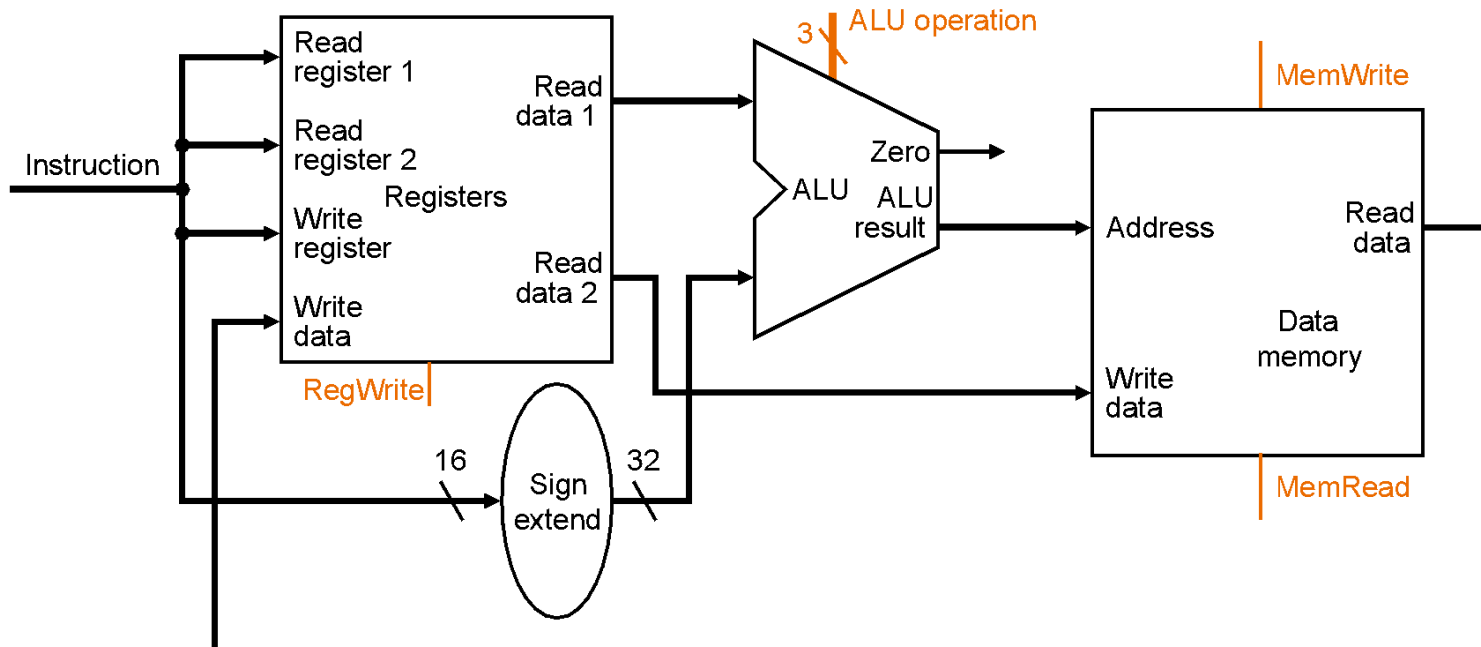 Instruction
Read
register 1
Read
register 2
Registers
Write
register
Write
data
Read
data 1
Read
data 2
RegWrite
16
Sign
extend
32
3
ALU operation
Zero
ALU
ALU
result
MemWrite
Address
Read
data
Data
memory
Write
data
MemRead